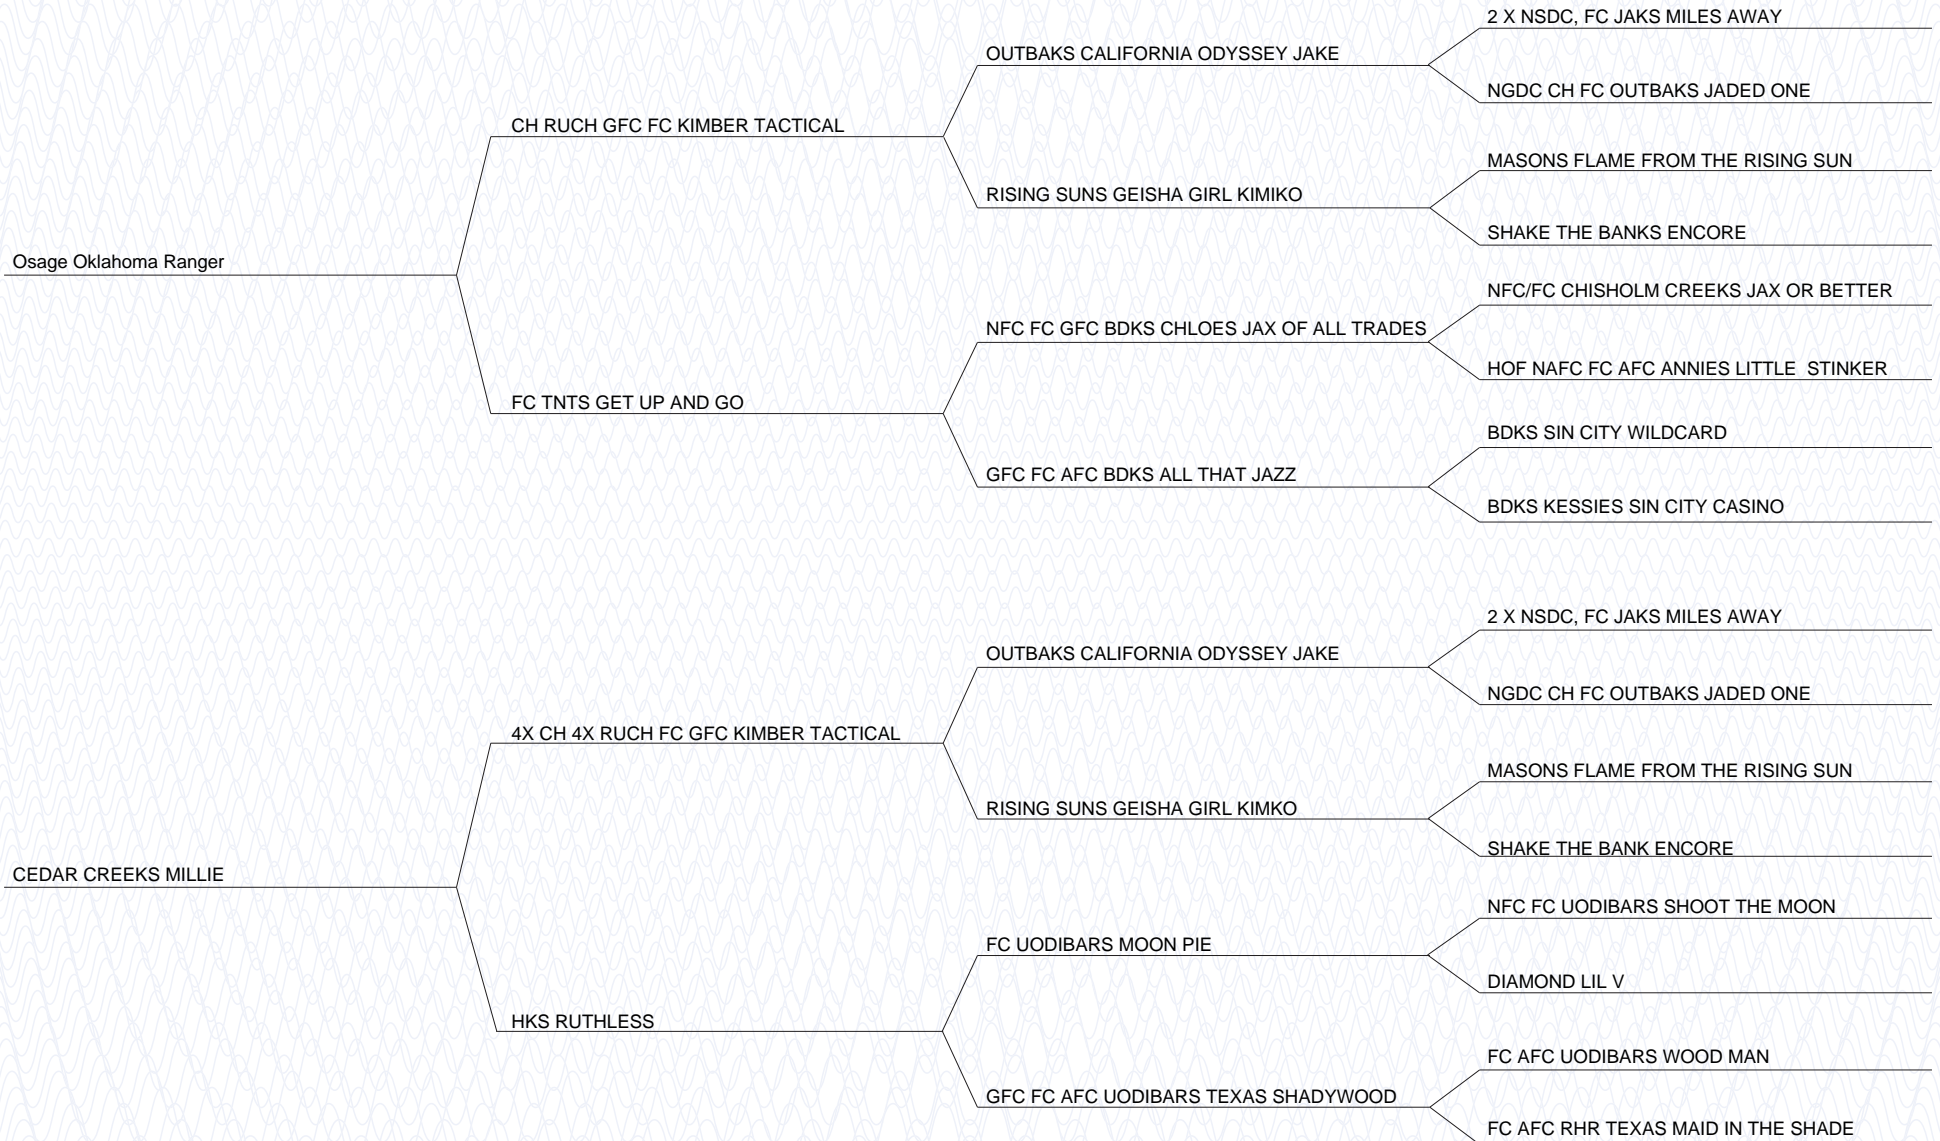 2 X NSDC, FC JAKS MILES AWAY
OUTBAKS CALIFORNIA ODYSSEY JAKE
NGDC CH FC OUTBAKS JADED ONE
CH RUCH GFC FC KIMBER TACTICAL
MASONS FLAME FROM THE RISING SUN
RISING SUNS GEISHA GIRL KIMIKO
SHAKE THE BANKS ENCORE
Osage Oklahoma Ranger
NFC/FC CHISHOLM CREEKS JAX OR BETTER
NFC FC GFC BDKS CHLOES JAX OF ALL TRADES
HOF NAFC FC AFC ANNIES LITTLE  STINKER
FC TNTS GET UP AND GO
BDKS SIN CITY WILDCARD
GFC FC AFC BDKS ALL THAT JAZZ
BDKS KESSIES SIN CITY CASINO
2 X NSDC, FC JAKS MILES AWAY
OUTBAKS CALIFORNIA ODYSSEY JAKE
NGDC CH FC OUTBAKS JADED ONE
4X CH 4X RUCH FC GFC KIMBER TACTICAL
MASONS FLAME FROM THE RISING SUN
RISING SUNS GEISHA GIRL KIMKO
SHAKE THE BANK ENCORE
CEDAR CREEKS MILLIE
NFC FC UODIBARS SHOOT THE MOON
FC UODIBARS MOON PIE
DIAMOND LIL V
HKS RUTHLESS
FC AFC UODIBARS WOOD MAN
GFC FC AFC UODIBARS TEXAS SHADYWOOD
FC AFC RHR TEXAS MAID IN THE SHADE